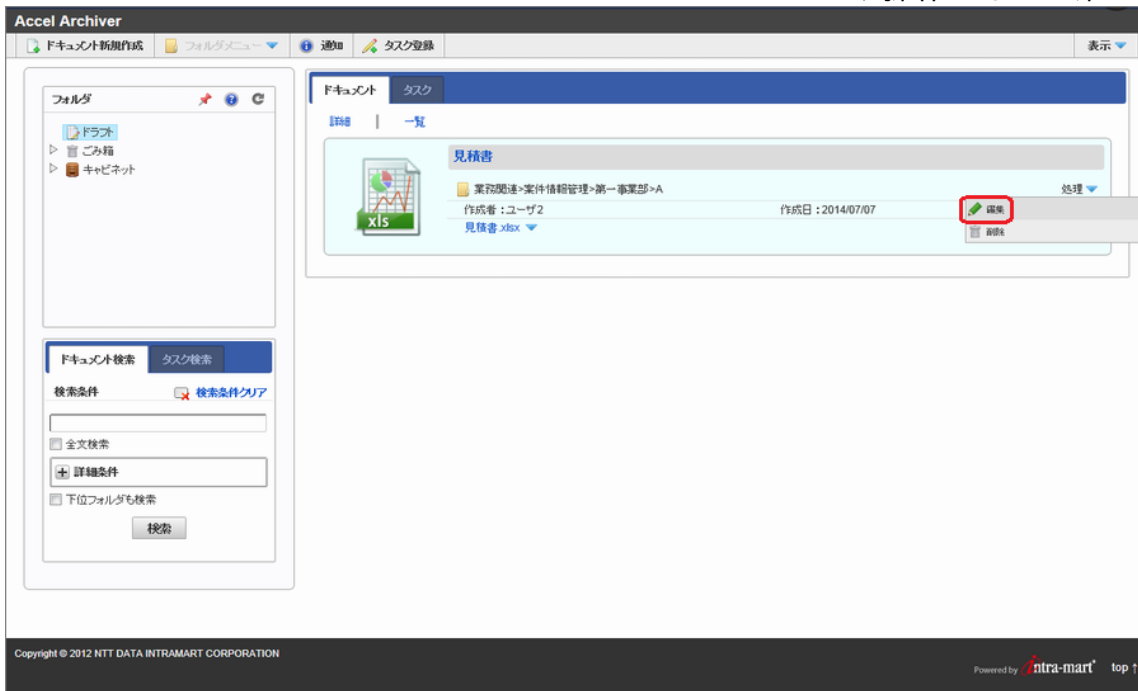 Accel Archiver
ドキュメント新規作成 フォルダメニュー 通知 タスク登録 表示
フォルダ
ドラフト
ごみ箱
キャビネット
ドキュメント検索 タスク検索
検索条件 検索条件クリア
全文検索
詳細条件
下位フォルダも検索
検索
ドキュメント タスク
詳細 | 一覧
見積書
業務関連>案件情報管理>第一事業部>A 処理
xls
作成者：ユーザ2 作成日：2014/07/07
見積書.xlsx
編集
削除
Copyright © 2012 NTT DATA INTRAMART CORPORATION
Powered by intra-mart® top ↑